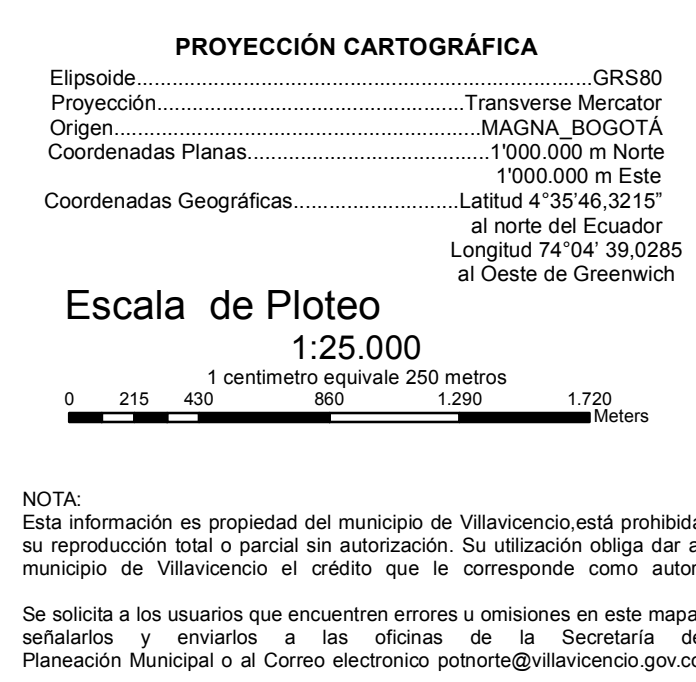 PROYECCIÓN CARTOGRÁFICA
Elipsoide......................................................................................GRS80
Proyección..........................................................Transverse Mercator
Origen.....................................................................MAGNA_BOGOTÁ
Coordenadas Planas..............................................1'000.000 m Norte
1'000.000 m Este
Coordenadas Geográficas...............................Latitud 4°35'46,3215”
al norte del Ecuador
Longitud 74°04' 39,0285
al Oeste de Greenwich
Escala de Ploteo
1:25.000
1 centimetro equivale 250 metros
0 215 430 860 1.290 1.720
Meters
NOTA:
Esta información es propiedad del municipio de Villavicencio,está prohibida
su reproducción total o parcial sin autorización. Su utilización obliga dar a
municipio de Villavicencio el crédito que le corresponde como autor
Se solicita a los usuarios que encuentren errores u omisiones en este mapa
señalarlos y enviarlos a las oficinas de la Secretaría de
Planeación Municipal o al Correo electronico potnorte@villavicencio.gov.co